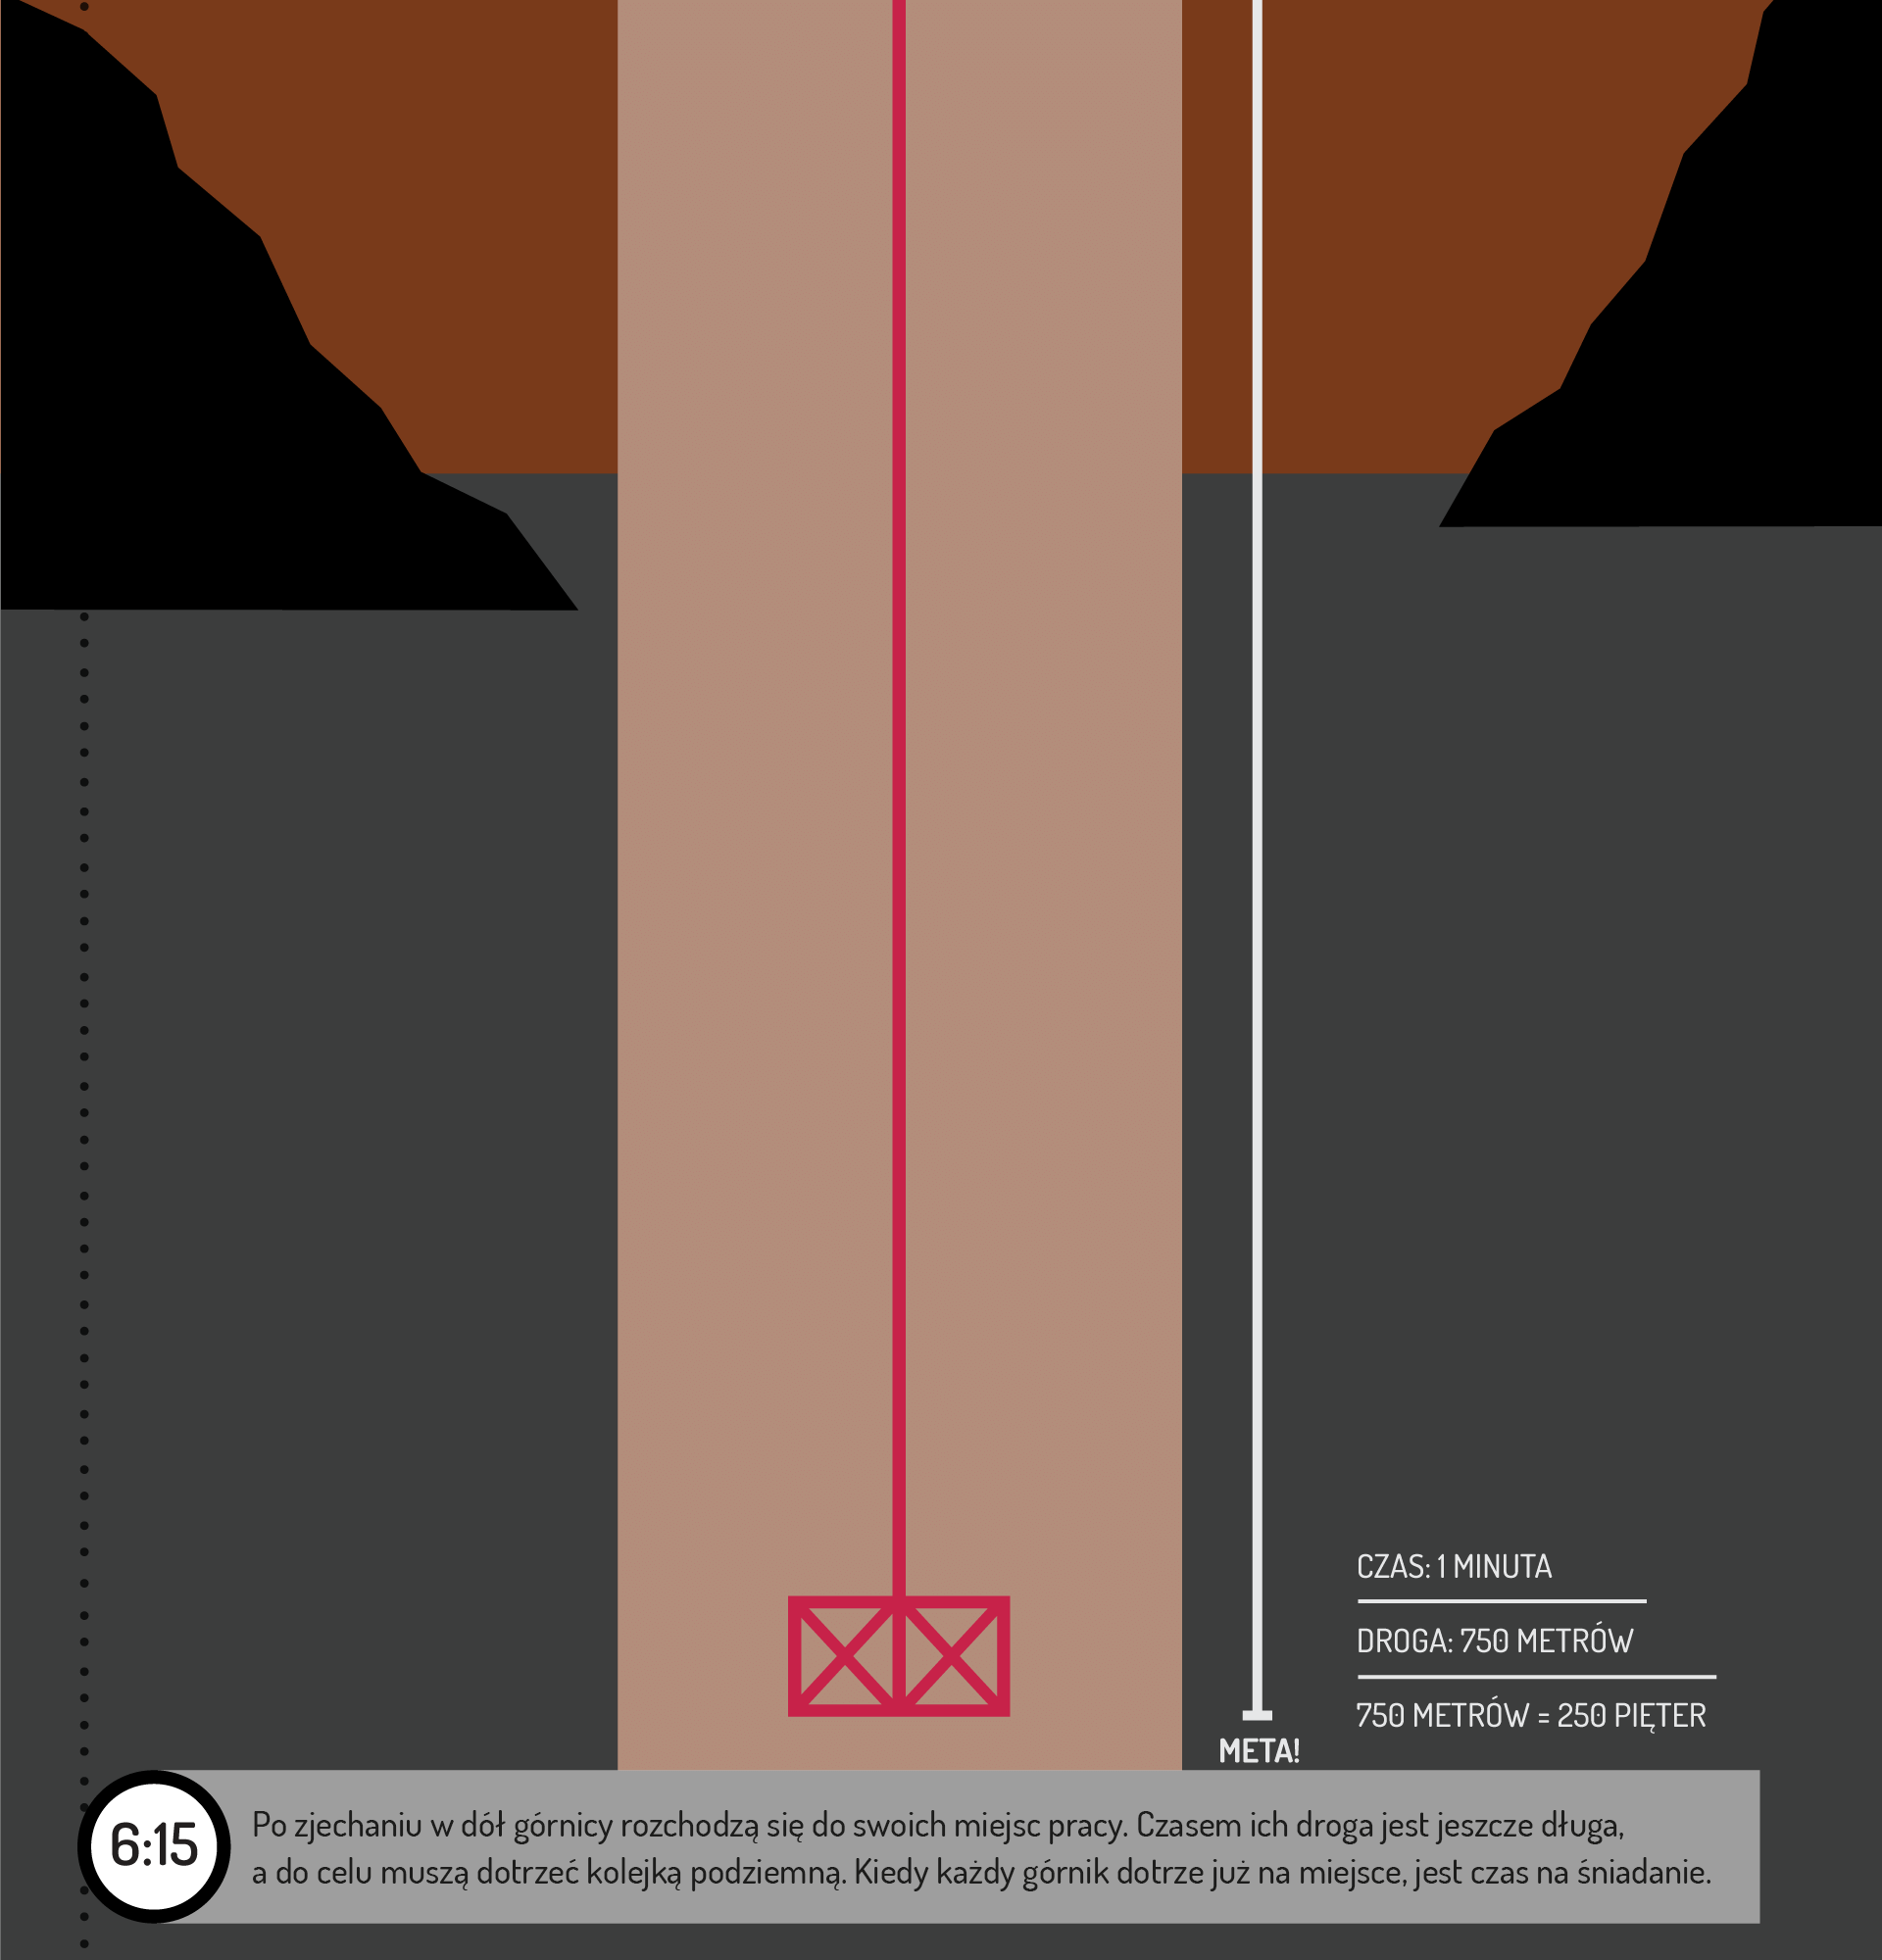 CZAS: 1 MINUTA
DROGA: 750 METRÓW
750 METRÓW = 250 PIĘTER
META!
6:15
Po zjechaniu w dół górnicy rozchodzą się do swoich miejsc pracy. Czasem ich droga jest jeszcze długa,
a do celu muszą dotrzeć kolejką podziemną. Kiedy każdy górnik dotrze już na miejsce, jest czas na śniadanie.